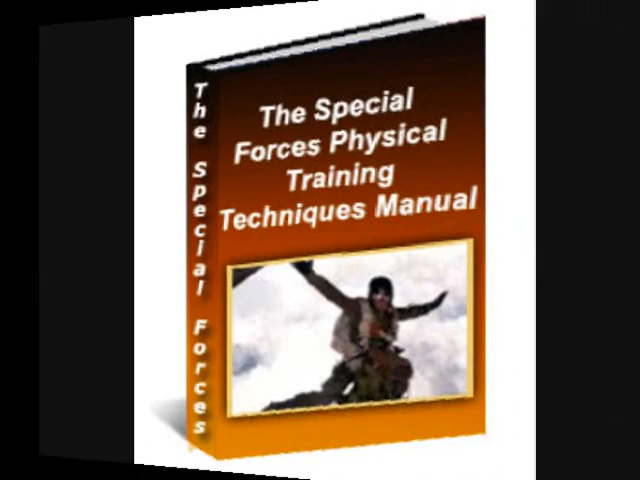 The Special
Forces Physical
Training
Techniques Manual
The Special Forces